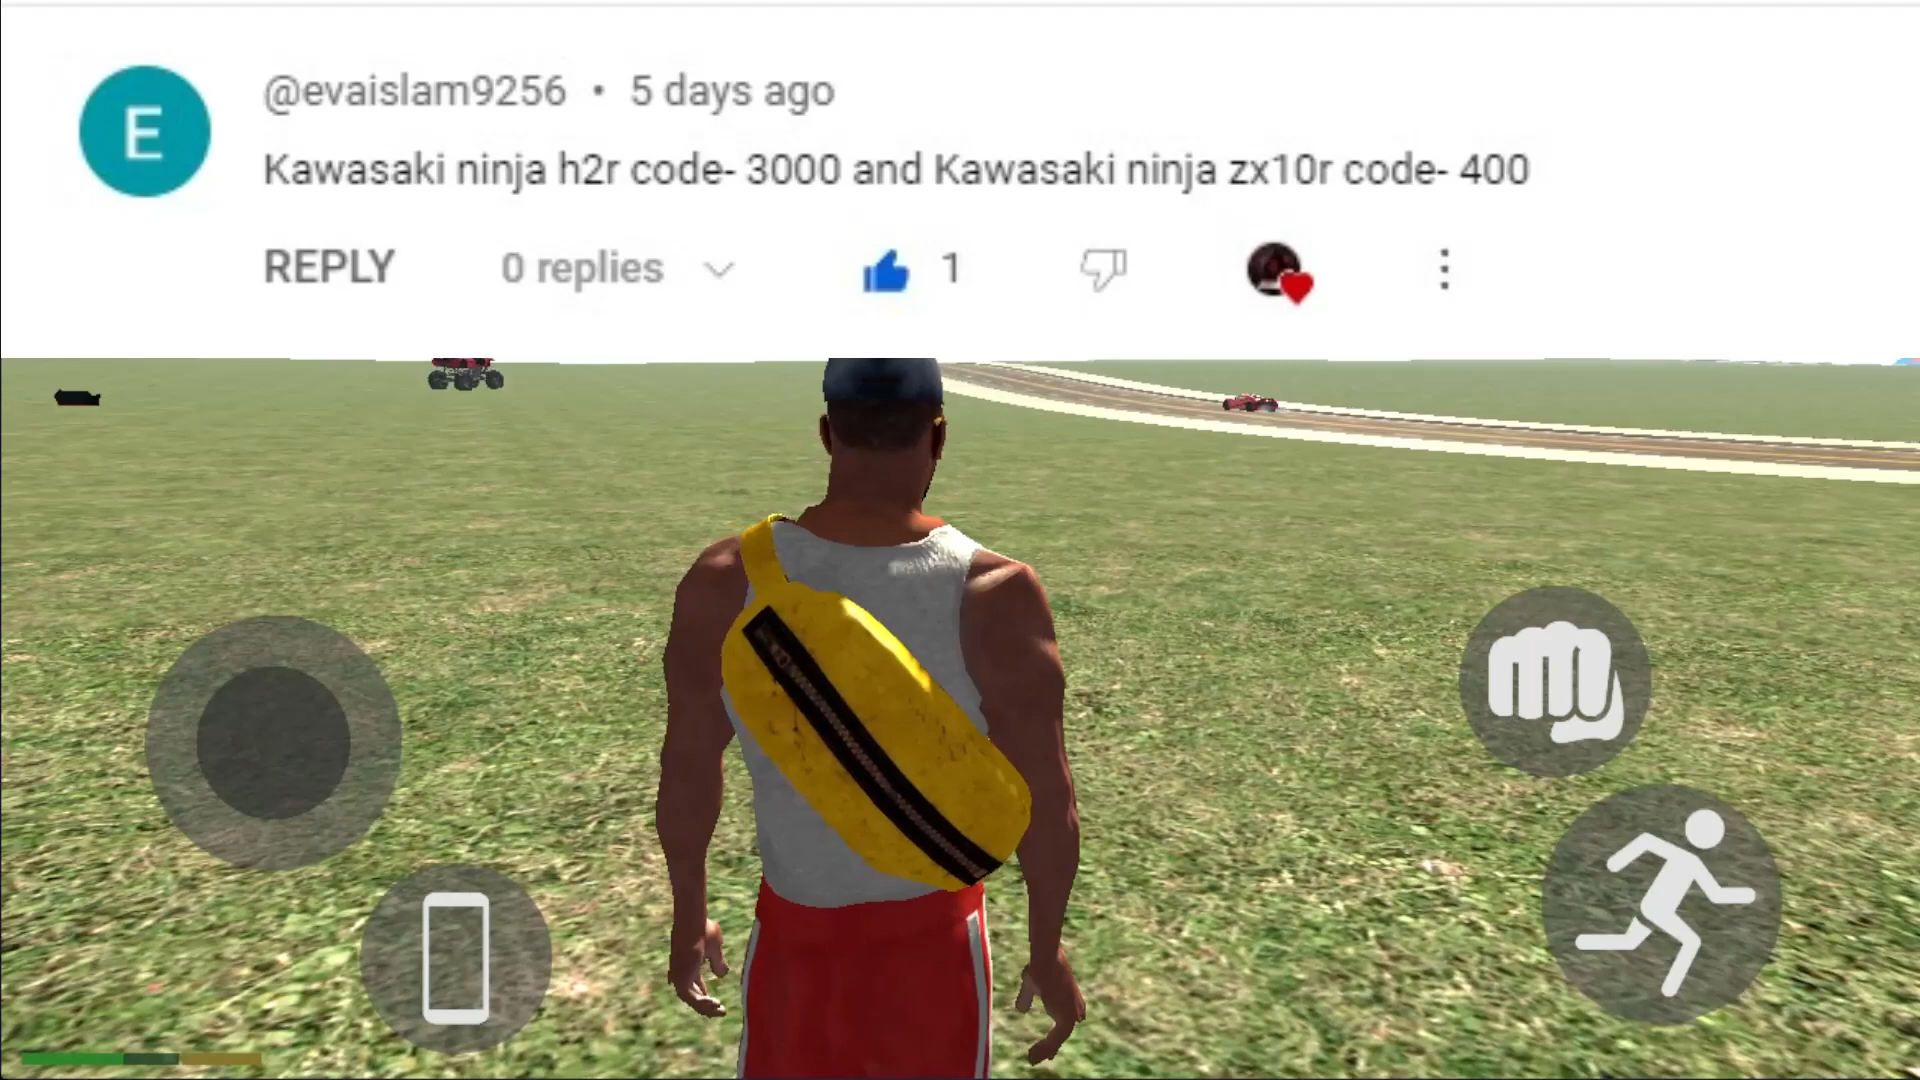 E
@evaislam9256 • 5 days ago
Kawasaki ninja h2r code- 3000 and Kawasaki ninja zx10r code- 400
REPLY 0 replies 1